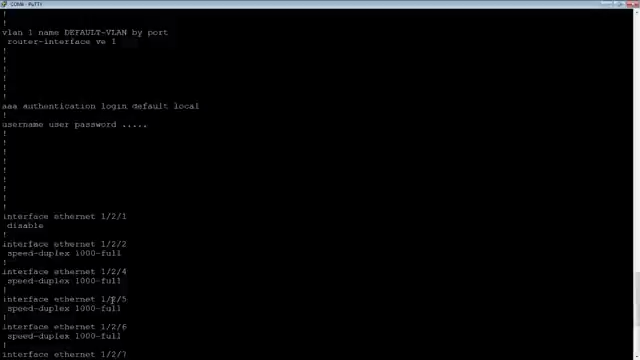 COM4 - PuTTY
!
!
vlan 1 name DEFAULT-VLAN by port
router-interface ve 1
!
!
!
!
!
!
aaa authentication login default local
!
username user password .....
!
!
!
!
!
!
!
!
!
interface ethernet 1/2/1
disable
!
interface ethernet 1/2/2
speed-duplex 1000-full
!
interface ethernet 1/2/4
speed-duplex 1000-full
!
interface ethernet 1/2/5
speed-duplex 1000-full
!
interface ethernet 1/2/6
speed-duplex 1000-full
!
interface ethernet 1/2/7